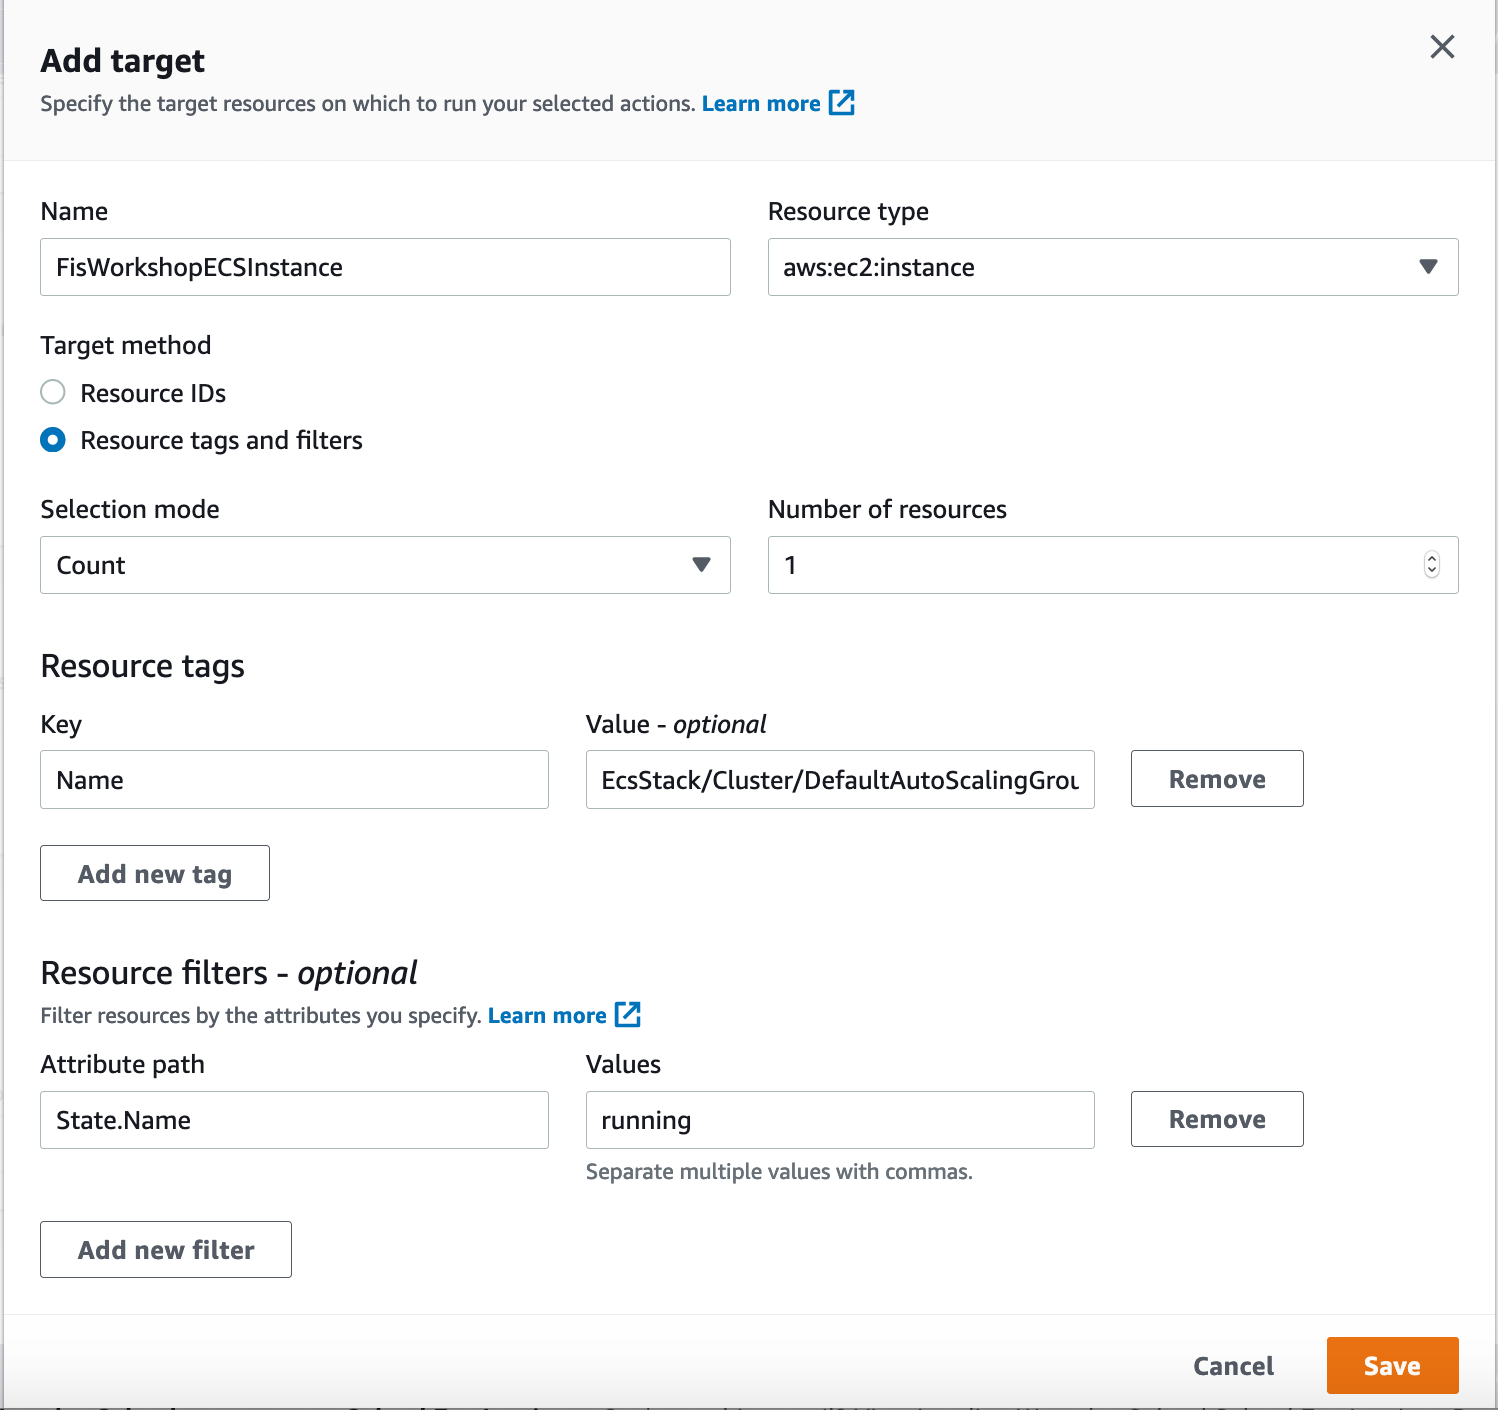 Add target
Specify the target resources on which to run your selected actions. Learn more
Name
Resource type
FisWorkshopECSInstance
aws:ec2:instance
Target method
Resource IDs
Resource tags and filters
Selection mode
Number of resources
Count
1
Resource tags
Key
Value - optional
Name
EcsStack/Cluster/DefaultAutoScalingGrou
Remove
Add new tag
Resource filters - optional
Filter resources by the attributes you specify. Learn more
Attribute path
Values
State.Name
running
Remove
Separate multiple values with commas.
Add new filter
Cancel
Save